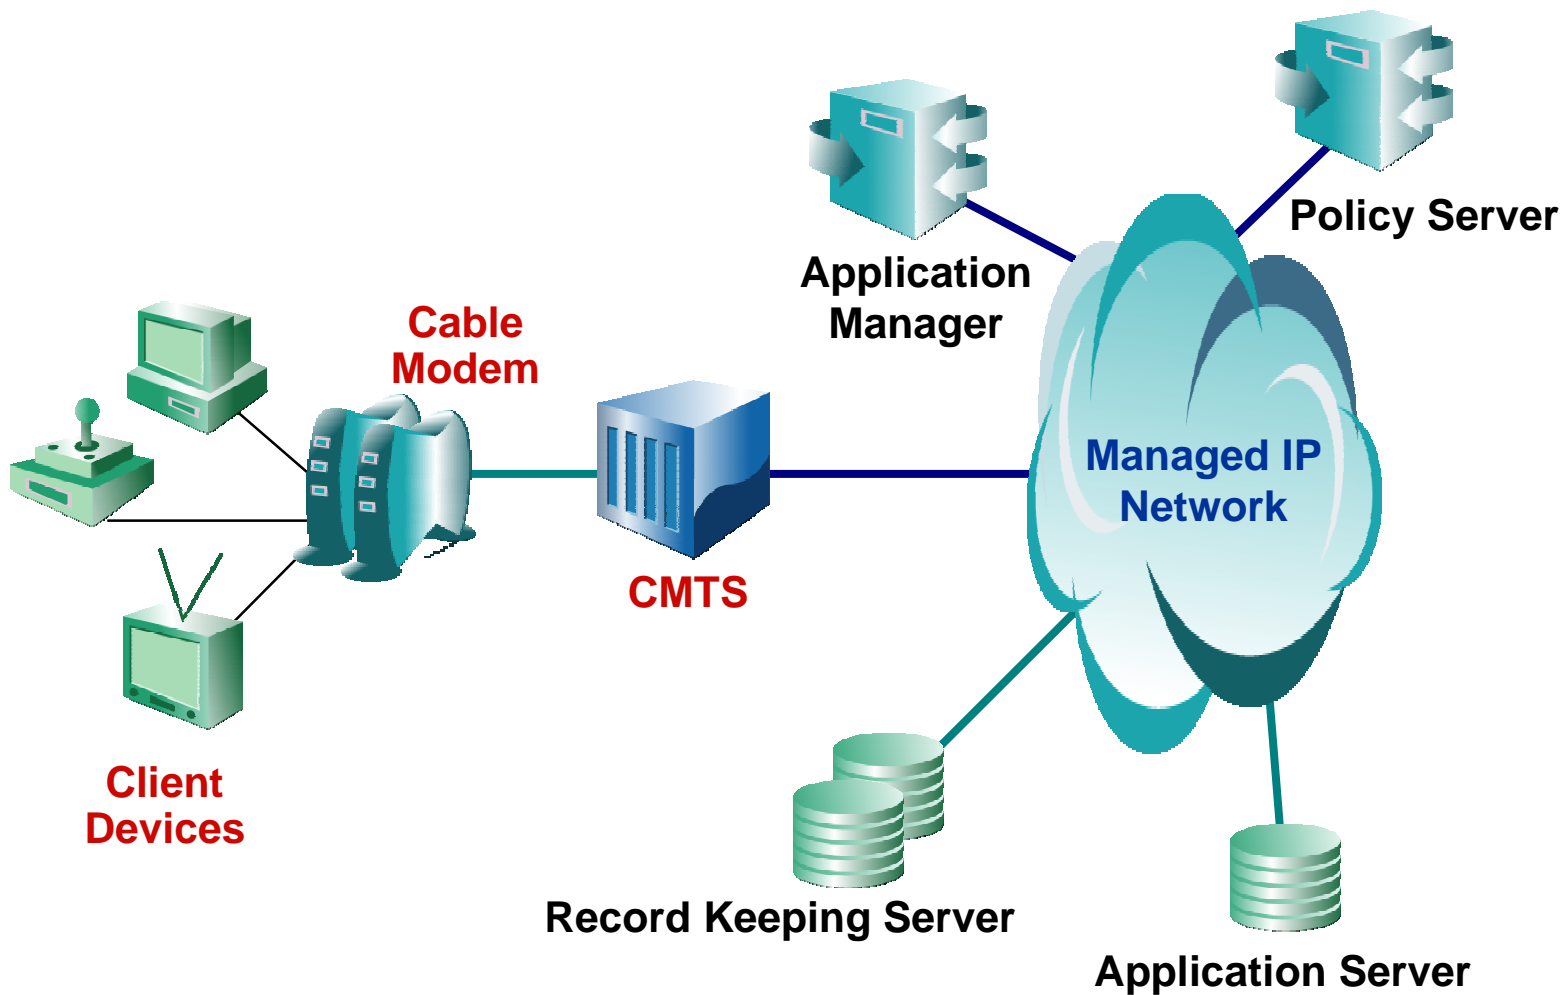 Policy Server
Application
Manager
Cable
Modem
Managed IP
Network
CMTS
Client
Devices
Record Keeping Server
Application Server